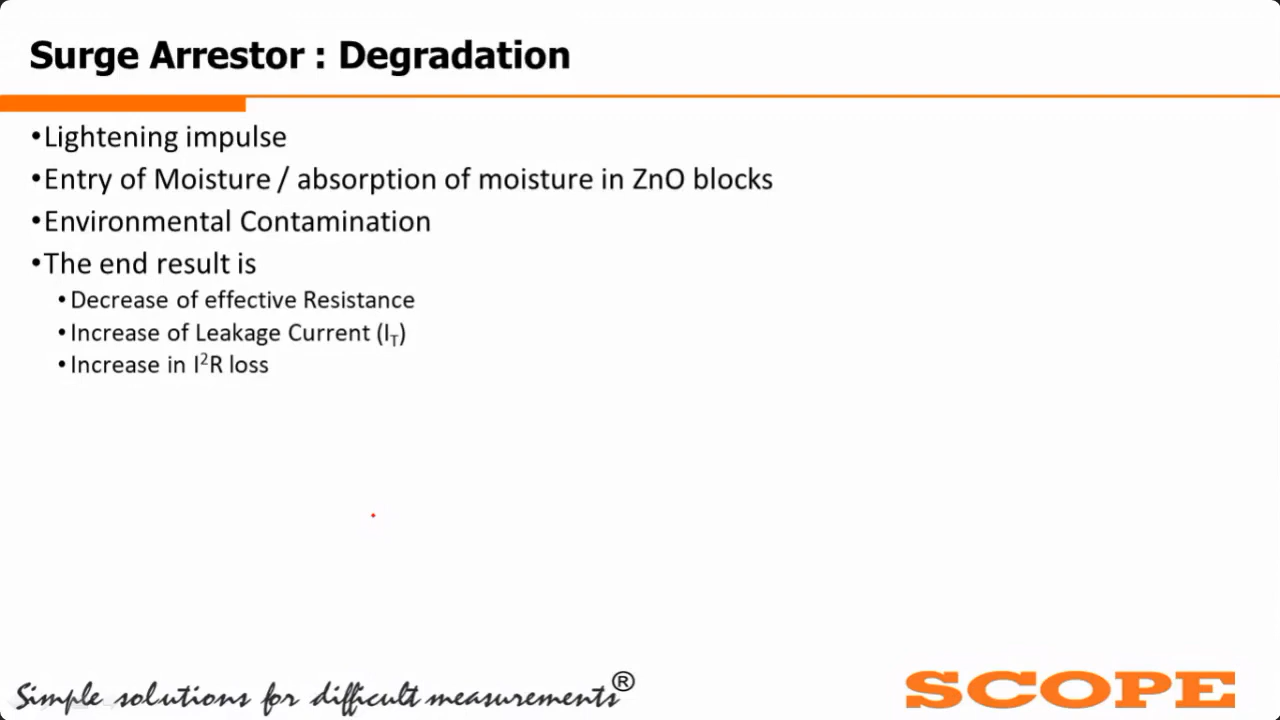 Surge Arrestor : Degradation
•Lightening impulse
•Entry of Moisture / absorption of moisture in ZnO blocks
•Environmental Contamination
•The end result is
•Decrease of effective Resistance
•Increase of Leakage Current (I_T)
•Increase in I²R loss
Simple solutions for difficult measurements®
SCOPE